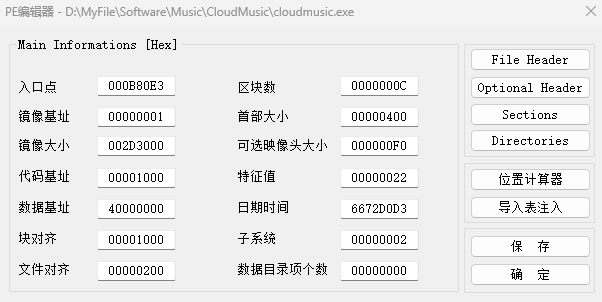 PE编辑器 - D:\MyFile\Software\Music\CloudMusic\cloudmusic.exe
Main Informations [Hex]
入口点 000B80E3 区块数 0000000C
镜像基址 00000001 首部大小 00000400
镜像大小 002D3000 可选映像头大小 000000F0
代码基址 00001000 特征值 00000022
数据基址 40000000 日期时间 6672D0D3
块对齐 00001000 子系统 00000002
文件对齐 00000200 数据目录项个数 00000000
File Header
Optional Header
Sections
Directories
位置计算器
导入表注入
保 存
确 定